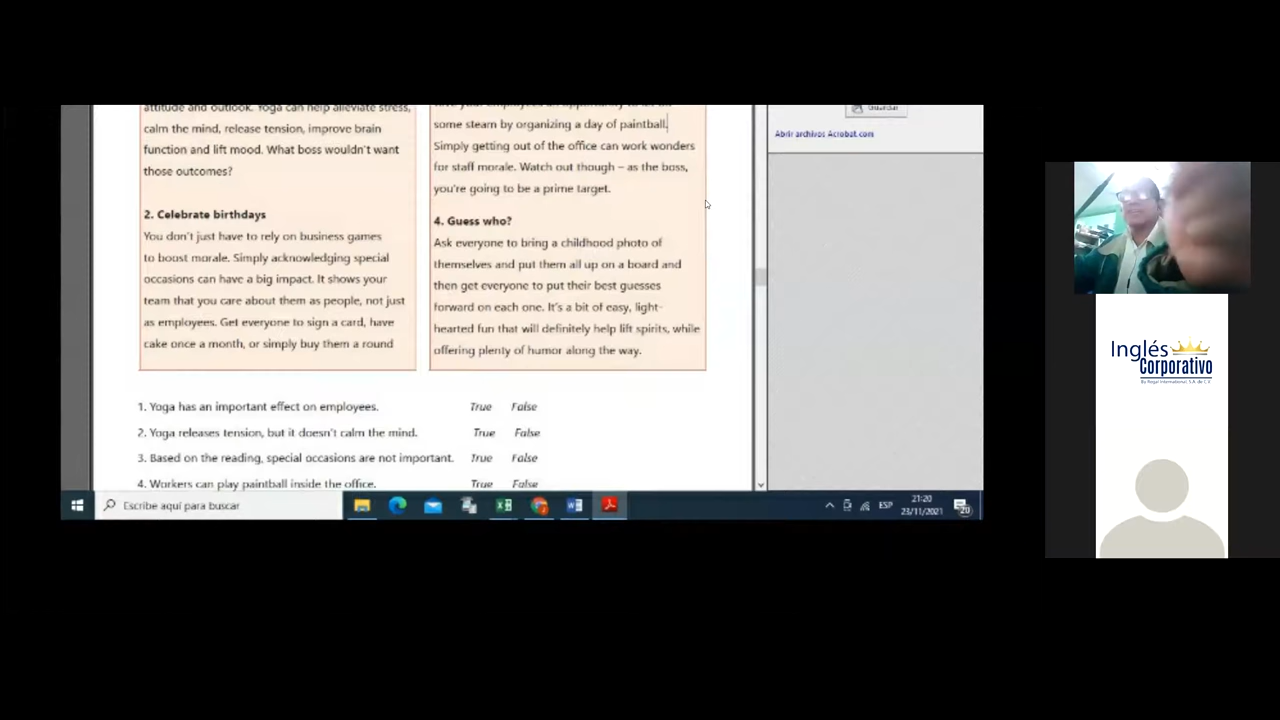 attitude and outlook. Yoga can help alleviate stress,
calm the mind, release tension, improve brain
function and lift mood. What boss wouldn't want
those outcomes?
2. Celebrate birthdays
You don't just have to rely on business games
to boost morale. Simply acknowledging special
occasions can have a big impact. It shows your
team that you care about them as people, not just
as employees. Get everyone to sign a card, have
cake once a month, or simply buy them a round
some steam by organizing a day of paintball.
Simply getting out of the office can work wonders
for staff morale. Watch out though – as the boss,
you're going to be a prime target.
4. Guess who?
Ask everyone to bring a childhood photo of
themselves and put them all up on a board and
then get everyone to put their best guesses
forward on each one. It's a bit of easy, light-
hearted fun that will definitely help lift spirits, while
offering plenty of humor along the way.
1. Yoga has an important effect on employees. True False
2. Yoga releases tension, but it doesn't calm the mind. True False
3. Based on the reading, special occasions are not important. True False
4. Workers can play paintball inside the office. True False
Guardar
Abrir archivos Acrobat.com
Escribe aquí para buscar
ESP
21:20
23/11/2021
20
Inglés
Corporativo